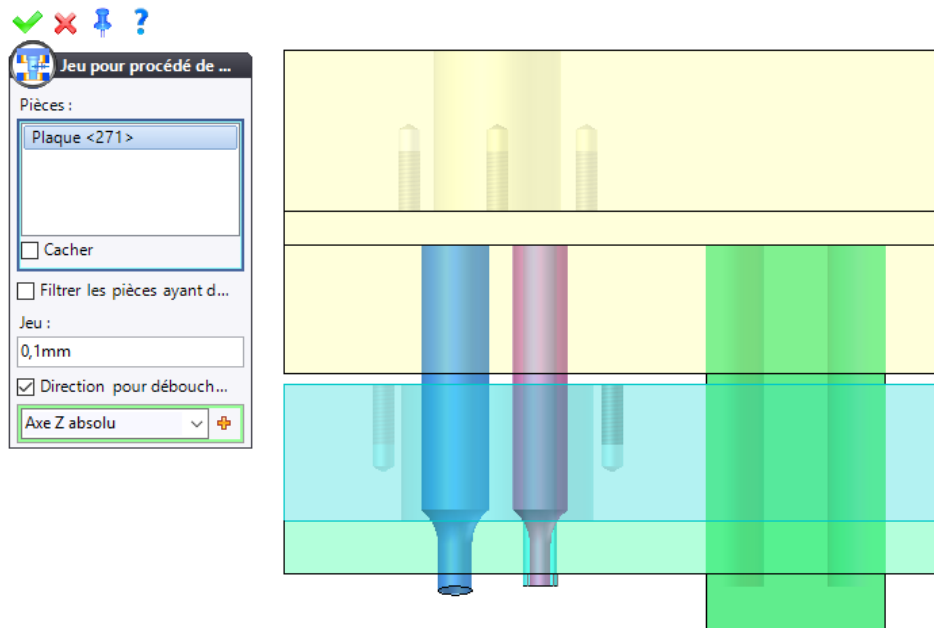 ?
Jeu pour procédé de ...
Pièces :
Plaque <271>
Cacher
Filtrer les pièces ayant d...
Jeu :
0,1mm
Direction pour débouch...
Axe Z absolu